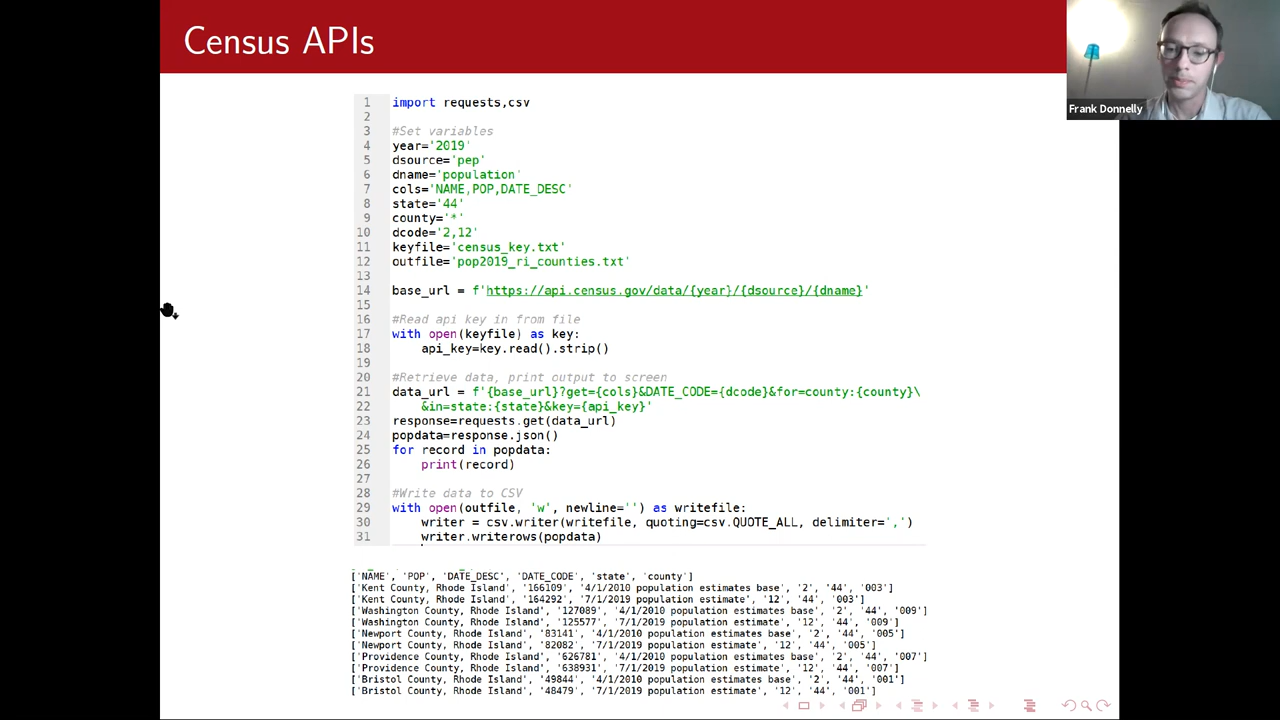 Census APIs
Frank Donnelly
1 import requests,csv
2
3 #Set variables
4 year='2019'
5 dsource='pep'
6 dname='population'
7 cols='NAME,POP,DATE_DESC'
8 state='44'
9 county='*'
10 dcode='2,12'
11 keyfile='census_key.txt'
12 outfile='pop2019_ri_counties.txt'
13
14 base_url = f'https://api.census.gov/data/{year}/{dsource}/{dname}'
15
16 #Read api key in from file
17 with open(keyfile) as key:
18 api_key=key.read().strip()
19
20 #Retrieve data, print output to screen
21 data_url = f'{base_url}?get={cols}&DATE_CODE={dcode}&for=county:{county}\
22 &in=state:{state}&key={api_key}'
23 response=requests.get(data_url)
24 popdata=response.json()
25 for record in popdata:
26 print(record)
27
28 #Write data to CSV
29 with open(outfile, 'w', newline='') as writefile:
30 writer = csv.writer(writefile, quoting=csv.QUOTE_ALL, delimiter=',')
31 writer.writerows(popdata)
['NAME', 'POP', 'DATE_DESC', 'DATE_CODE', 'state', 'county']
['Kent County, Rhode Island', '166109', '4/1/2010 population estimates base', '2', '44', '003']
['Kent County, Rhode Island', '164292', '7/1/2019 population estimate', '12', '44', '003']
['Washington County, Rhode Island', '127089', '4/1/2010 population estimates base', '2', '44', '009']
['Washington County, Rhode Island', '125577', '7/1/2019 population estimate', '12', '44', '009']
['Newport County, Rhode Island', '83141', '4/1/2010 population estimates base', '2', '44', '005']
['Newport County, Rhode Island', '82082', '7/1/2019 population estimate', '12', '44', '005']
['Providence County, Rhode Island', '626781', '4/1/2010 population estimates base', '2', '44', '007']
['Providence County, Rhode Island', '638931', '7/1/2019 population estimate', '12', '44', '007']
['Bristol County, Rhode Island', '49844', '4/1/2010 population estimates base', '2', '44', '001']
['Bristol County, Rhode Island', '48479', '7/1/2019 population estimate', '12', '44', '001']